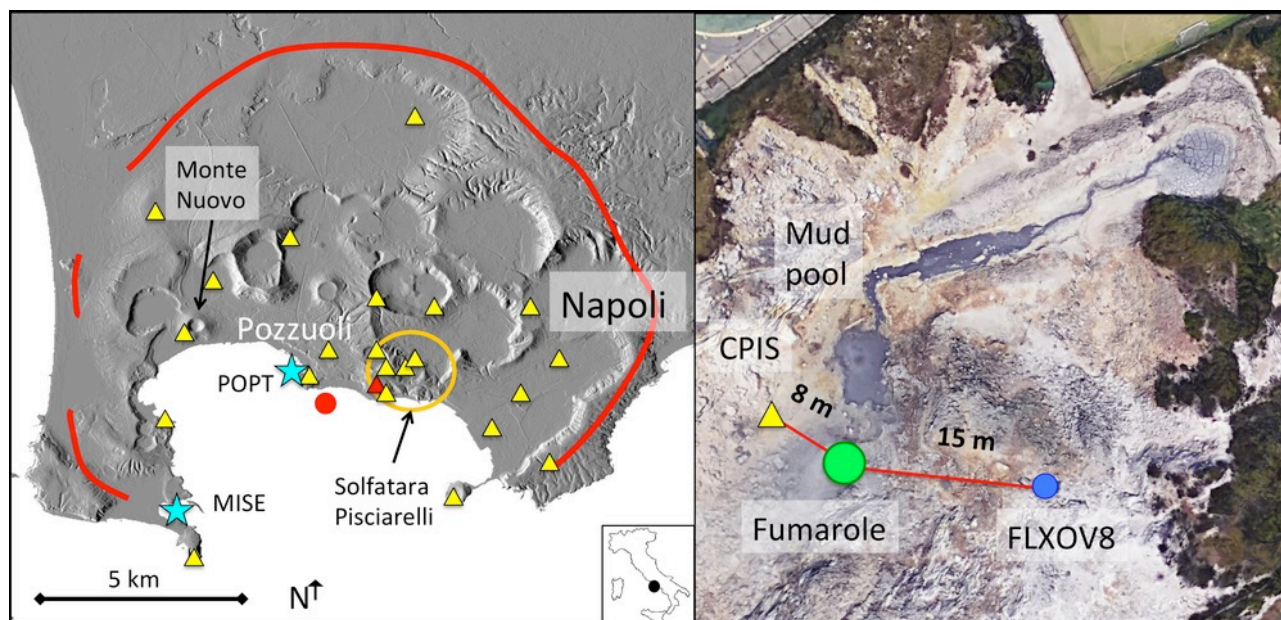 Monte
Nuovo
Napoli
Pozzuoli
POPT
MISE
Solfatara
Pisciarelli
5 km
N
Mud
pool
CPIS
8 m
15 m
Fumarole
FLXOV8